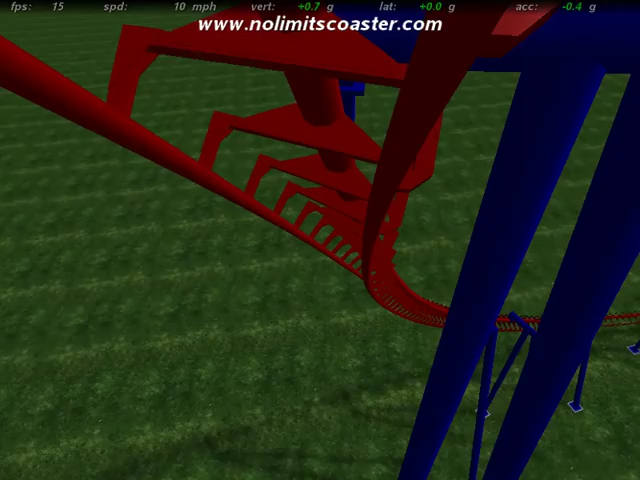 fps: 15 spd: 10 mph vert: +0.7 g lat: +0.0 g acc: -0.4 g
www.nolimitscoaster.com